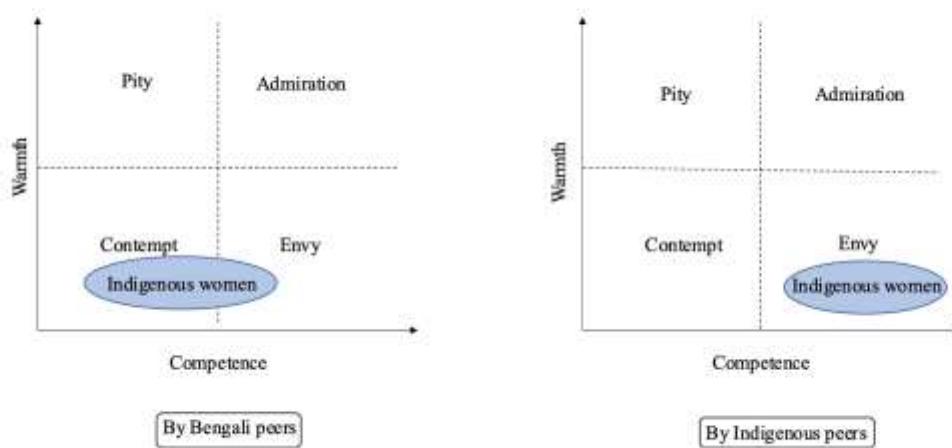 Warmth
Pity
Admiration
Contempt
Envy
Indigenous women
Competence
By Bengali peers
Warmth
Pity
Admiration
Contempt
Envy
Indigenous women
Competence
By Indigenous peers